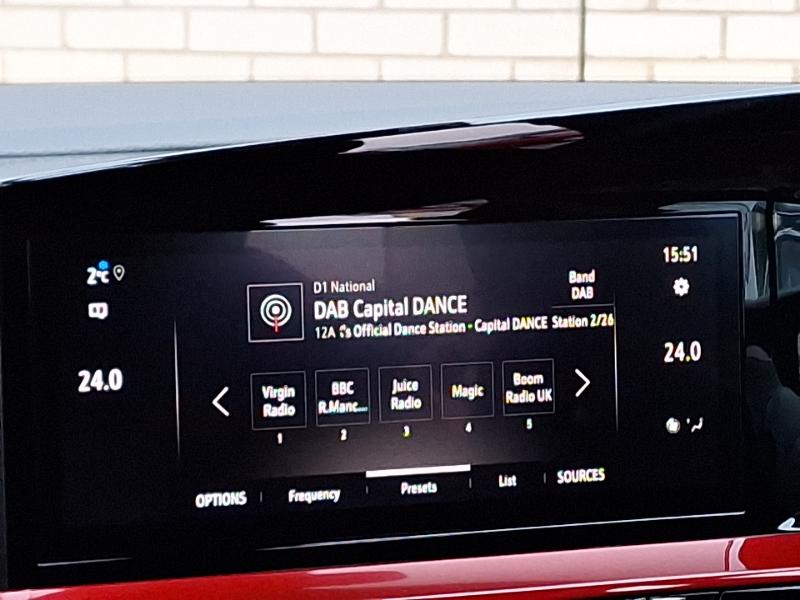 2°C
15:51
D1 National
DAB Capital DANCE
Band
DAB
12A 's Official Dance Station - Capital DANCE Station 2/26
24.0
24.0
Virgin
Radio
BBC
R.Manc...
Juice
Radio
Magic
Boom
Radio UK
1
2
3
4
5
OPTIONS
Frequency
Presets
List
SOURCES